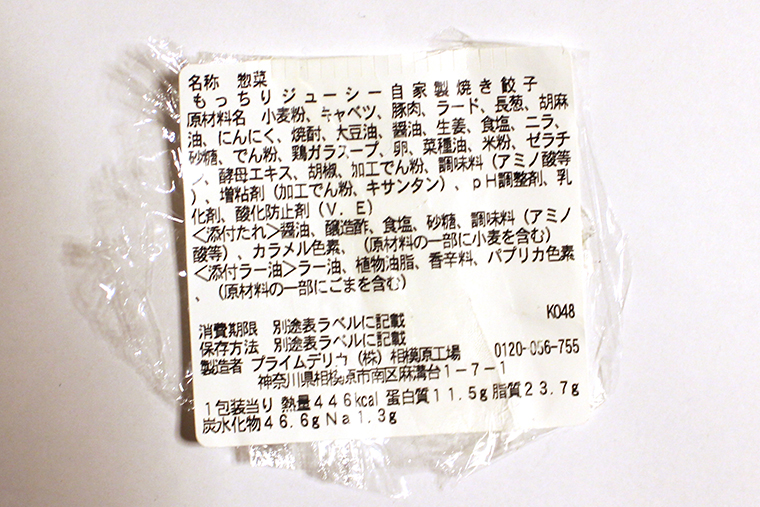 名称 惣菜
もっちりジューシー自家製焼き餃子
原材料名 小麦粉、キャベツ、豚肉、ラード、長葱、胡麻
油、にんにく、焼酎、大豆油、醤油、生姜、食塩、ニラ、
砂糖、でん粉、鶏ガラスープ、卵、菜種油、米粉、ゼラチ
ン、酵母エキス、胡椒、加工でん粉、調味料（アミノ酸等
）、増粘剤（加工でん粉、キサンタン）、ｐＨ調整剤、乳
化剤、酸化防止剤（Ｖ．Ｅ）
＜添付たれ＞醤油、醸造酢、食塩、砂糖、調味料（アミノ
酸等）、カラメル色素、（原材料の一部に小麦を含む）
＜添付ラー油＞ラー油、植物油脂、香辛料、パプリカ色素
、（原材料の一部にごまを含む）
K048
消費期限 別途表ラベルに記載
保存方法 別途表ラベルに記載
製造者 プライムデリカ（株）相模原工場 0120-056-755
神奈川県相模原市南区麻溝台１－７－１
１包装当り 熱量４４６kcal 蛋白質１１.５g 脂質２３.７g
炭水化物４６.６g Ｎａ１.３g